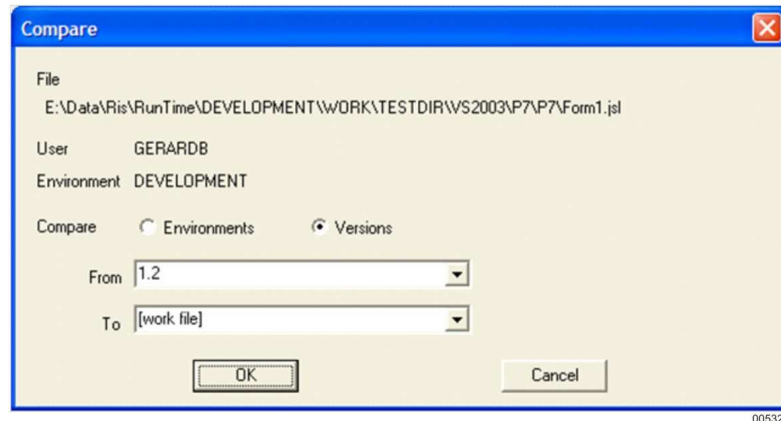 Compare
File
E:\Data\Ris\RunTime\DEVELOPMENT\WORK\TESTDIR\VS2003\P7\P7\Form1.jsl
User GERARDB
Environment DEVELOPMENT
Compare Environments Versions
From 1.2
To [work file]
OK Cancel
00532